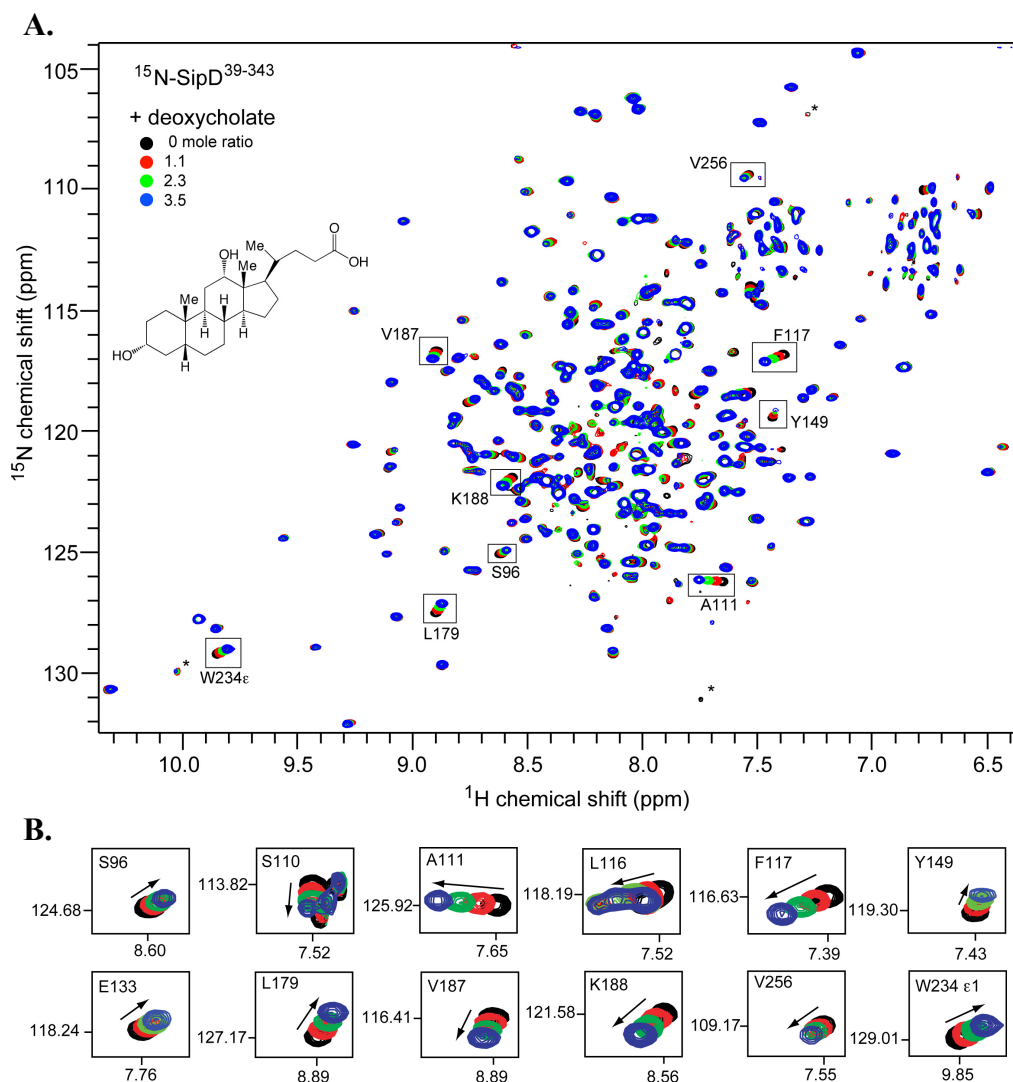 A.
¹⁵N-SipD³⁹⁻³⁴³
+ deoxycholate
0 mole ratio
1.1
2.3
3.5
OH
Me
Me
Me
O
OH
H
H
H
H
HO
V256
V187
F117
Y149
K188
S96
A111
L179
W234ε
*
*
*
105
110
115
120
125
130
¹⁵N chemical shift (ppm)
10.0 9.5 9.0 8.5 8.0 7.5 7.0 6.5
¹H chemical shift (ppm)
B.
S96
124.68
8.60
S110
113.82
7.52
A111
125.92
7.65
L116
118.19
7.52
F117
116.63
7.39
Y149
119.30
7.43
E133
118.24
7.76
L179
127.17
8.89
V187
116.41
8.89
K188
121.58
8.56
V256
109.17
7.55
W234 ε1
129.01
9.85